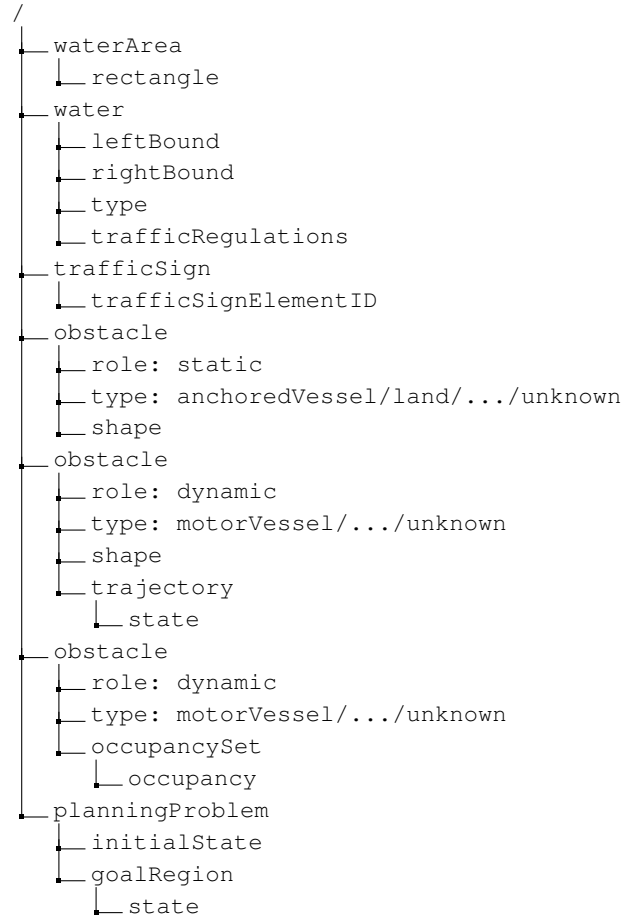 /
waterArea
rectangle
water
leftBound
rightBound
type
trafficRegulations
trafficSign
trafficSignElementID
obstacle
role: static
type: anchoredVessel/land/.../unknown
shape
obstacle
role: dynamic
type: motorVessel/.../unknown
shape
trajectory
state
obstacle
role: dynamic
type: motorVessel/.../unknown
occupancySet
occupancy
planningProblem
initialState
goalRegion
state